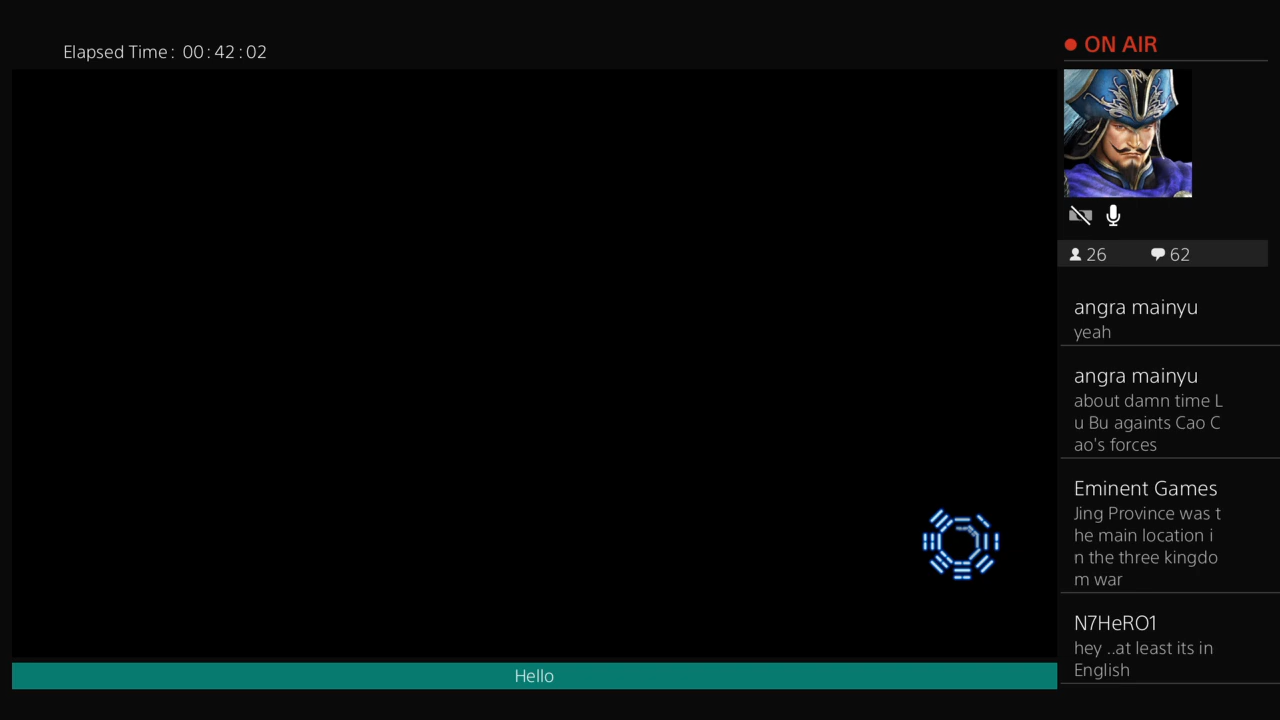 Elapsed Time: 00:42:02
ON AIR
26 62
angra mainyu
yeah
angra mainyu
about damn time L
u Bu againts Cao C
ao's forces
Eminent Games
Jing Province was t
he main location i
n the three kingdo
m war
N7HeRO1
hey ..at least its in
English
Hello